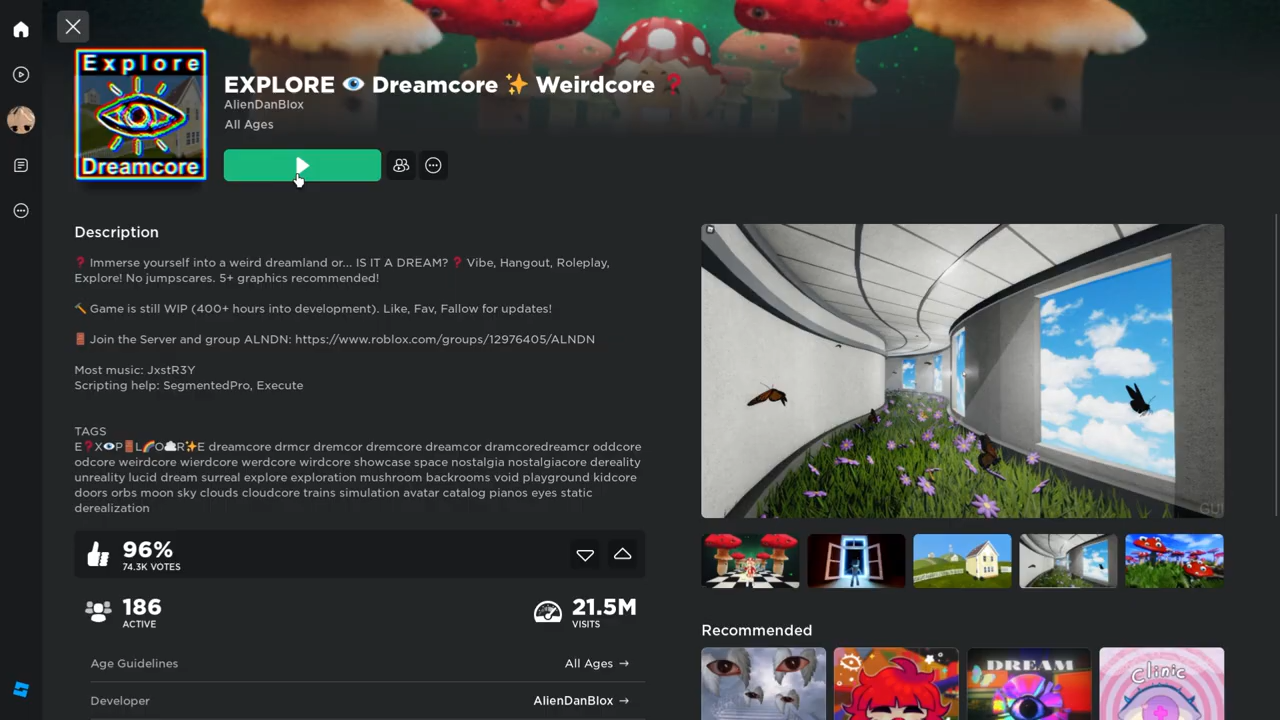 Explore
Dreamcore
EXPLORE 👁 Dreamcore ✨ Weirdcore ❓
AlienDanBlox
All Ages
Description
❓ Immerse yourself into a weird dreamland or... IS IT A DREAM? ❓ Vibe, Hangout, Roleplay,
Explore! No jumpscares. 5+ graphics recommended!
🔨 Game is still WIP (400+ hours into development). Like, Fav, Fallow for updates!
🚪 Join the Server and group ALNDN: https://www.roblox.com/groups/12976405/ALNDN
Most music: JxstR3Y
Scripting help: SegmentedPro, Execute
TAGS
E❓X👁P🚪L🌈O☁R✨E dreamcore drmcr dremcor dremcore dreamcor dramcoredreamcr oddcore
odcore weirdcore wierdcore werdcore wirdcore showcase space nostalgia nostalgiacore dereality
unreality lucid dream surreal explore exploration mushroom backrooms void playground kidcore
doors orbs moon sky clouds cloudcore trains simulation avatar catalog pianos eyes static
derealization
96%
74.3K VOTES
186
ACTIVE
21.5M
VISITS
Age Guidelines
All Ages →
Developer
AlienDanBlox →
GUI
Recommended
DREAM
Clinic